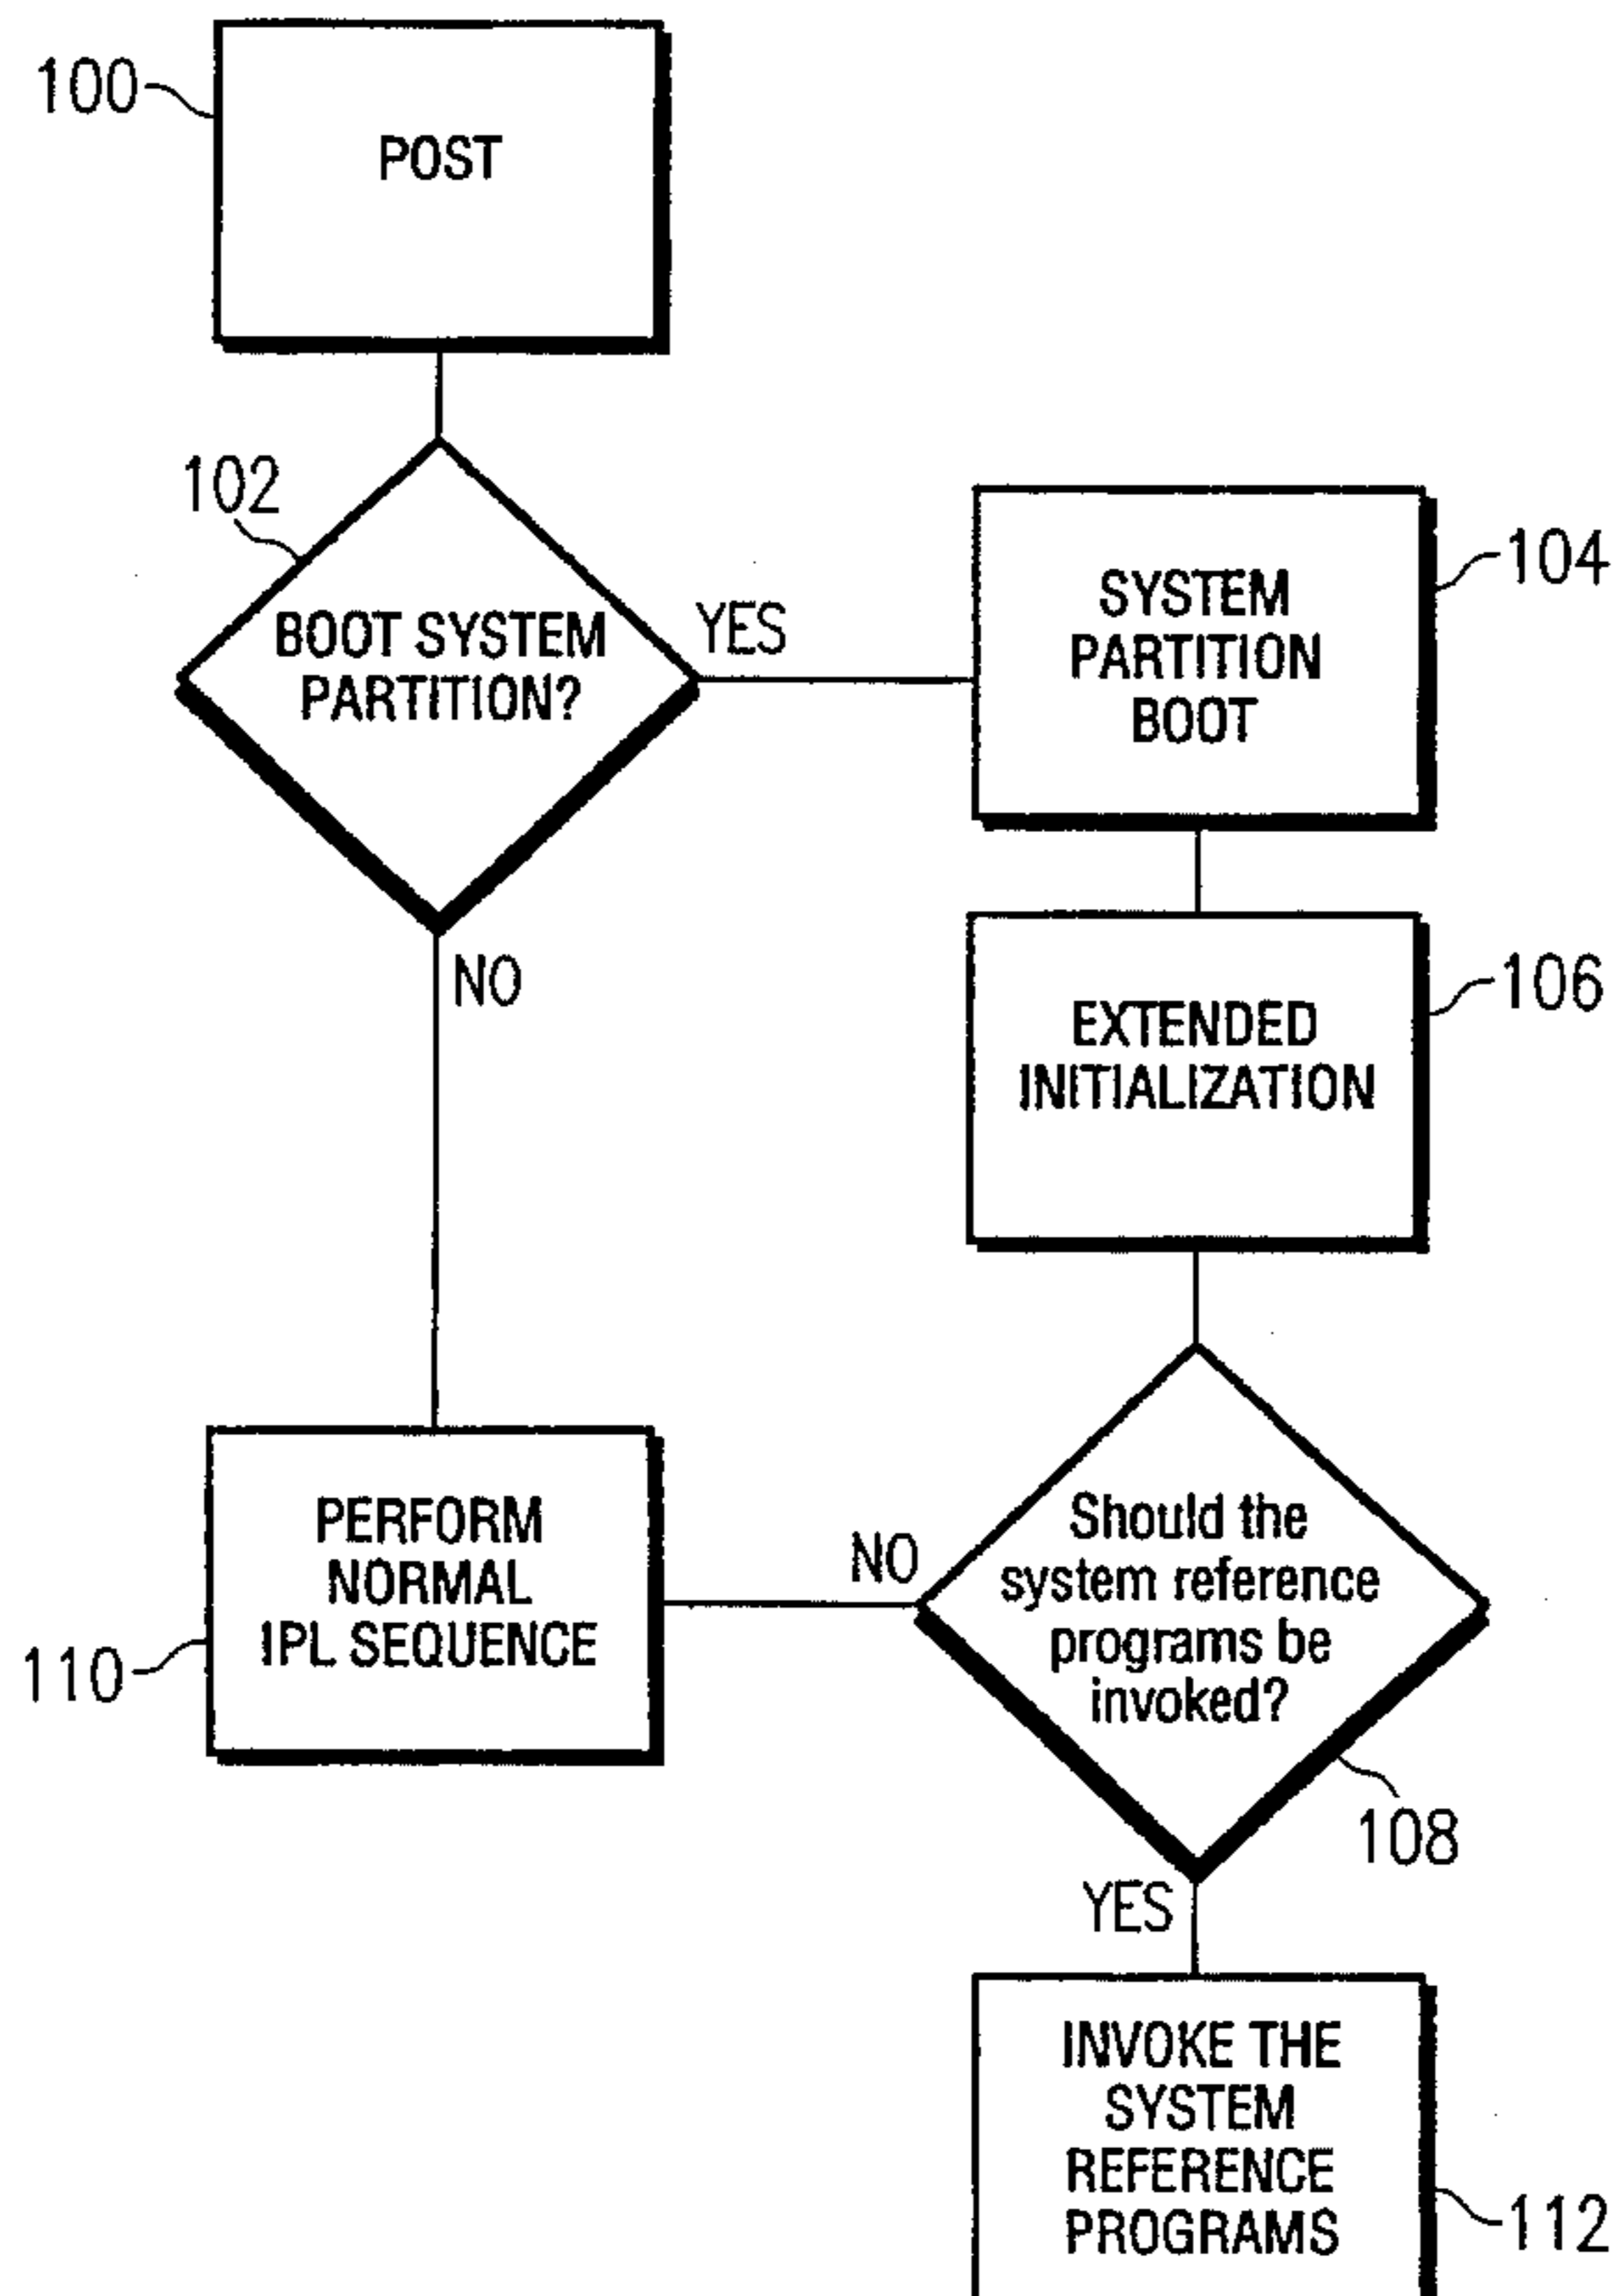 100
POST
102
BOOT SYSTEM
PARTITION?
YES
NO
SYSTEM
PARTITION
BOOT
104
EXTENDED
INITIALIZATION
106
Should the
system reference
programs be
invoked?
108
NO
YES
PERFORM
NORMAL
IPL SEQUENCE
110
INVOKE THE
SYSTEM
REFERENCE
PROGRAMS
112